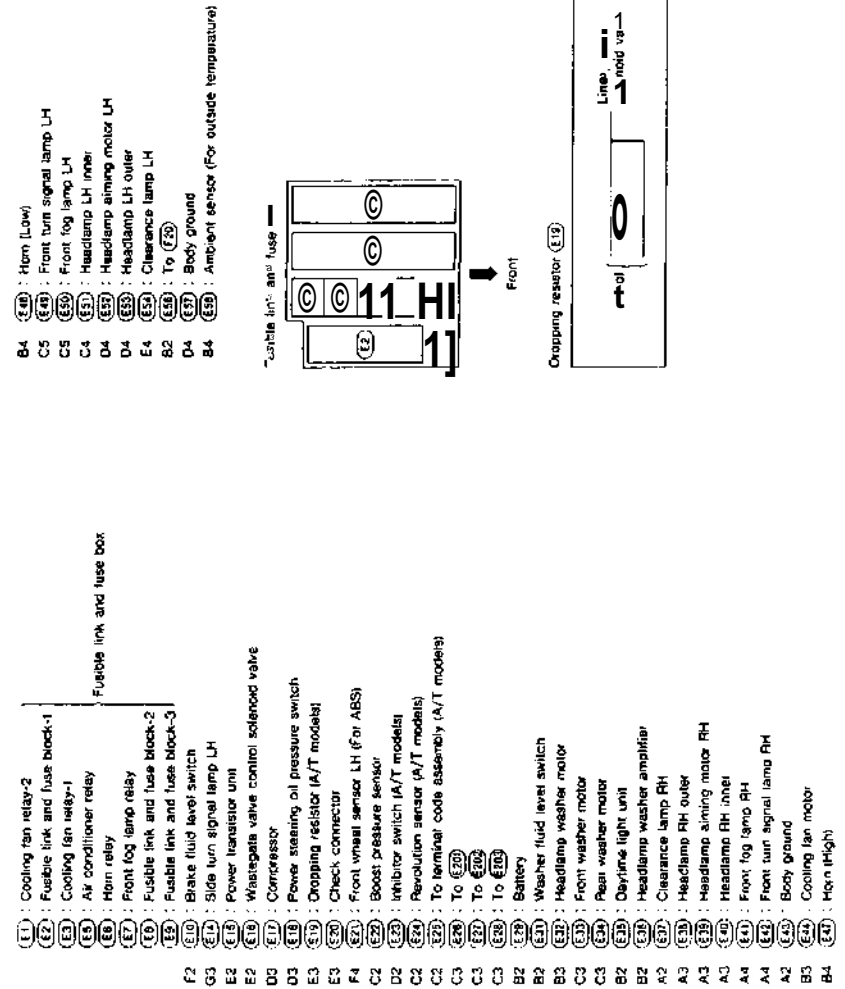 (E1) : Cooling fan relay-2
(E2) : Fusible link and fuse block-1
(E3) : Cooling fan relay-1
(E5) : Air conditioner relay
(E6) : Horn relay
(E7) : Front fog lamp relay
(E8) : Fusible link and fuse block-2
(E9) : Fusible link and fuse block-3
Fusible link and fuse box
F2 (E10) : Brake fluid level switch
G3 (E14) : Side turn signal lamp LH
E2 (E15) : Power transistor unit
E2 (E16) : Wastegate valve control solenoid valve
D3 (E17) : Compressor
D3 (E18) : Power steering oil pressure switch
E3 (E19) : Dropping resistor (A/T models)
E3 (E20) : Check connector
F4 (E21) : Front wheel sensor LH (For ABS)
C2 (E22) : Boost pressure sensor
D2 (E23) : Inhibitor switch (A/T models)
C2 (E24) : Revolution sensor (A/T models)
C2 (E25) : To terminal code assembly (A/T models)
C3 (E26) : To (E201)
C3 (E27) : To (E202)
C3 (E28) : To (E203)
B2 (E29) : Battery
B2 (E31) : Washer fluid level switch
B3 (E32) : Headlamp washer motor
C3 (E33) : Front washer motor
C3 (E34) : Rear washer motor
B2 (E35) : Daytime light unit
B2 (E36) : Headlamp washer amplifier
A2 (E37) : Clearance lamp RH
A3 (E38) : Headlamp RH outer
A3 (E39) : Headlamp aiming motor RH
A3 (E40) : Headlamp RH inner
A4 (E41) : Front fog lamp RH
A4 (E42) : Front turn signal lamp RH
A2 (E43) : Body ground
B3 (E44) : Cooling fan motor
B4 (E47) : Horn (High)
B4 (E48) : Horn (Low)
C5 (E49) : Front turn signal lamp LH
C5 (E50) : Front fog lamp LH
C4 (E51) : Headlamp LH inner
D4 (E52) : Headlamp aiming motor LH
D4 (E53) : Headlamp LH outer
E4 (E54) : Clearance lamp LH
B2 (E56) : To (F20)
D4 (E57) : Body ground
B4 (E58) : Ambient sensor (For outside temperature)
link and fuse
(E2)
Front
Dropping resistor (E19)